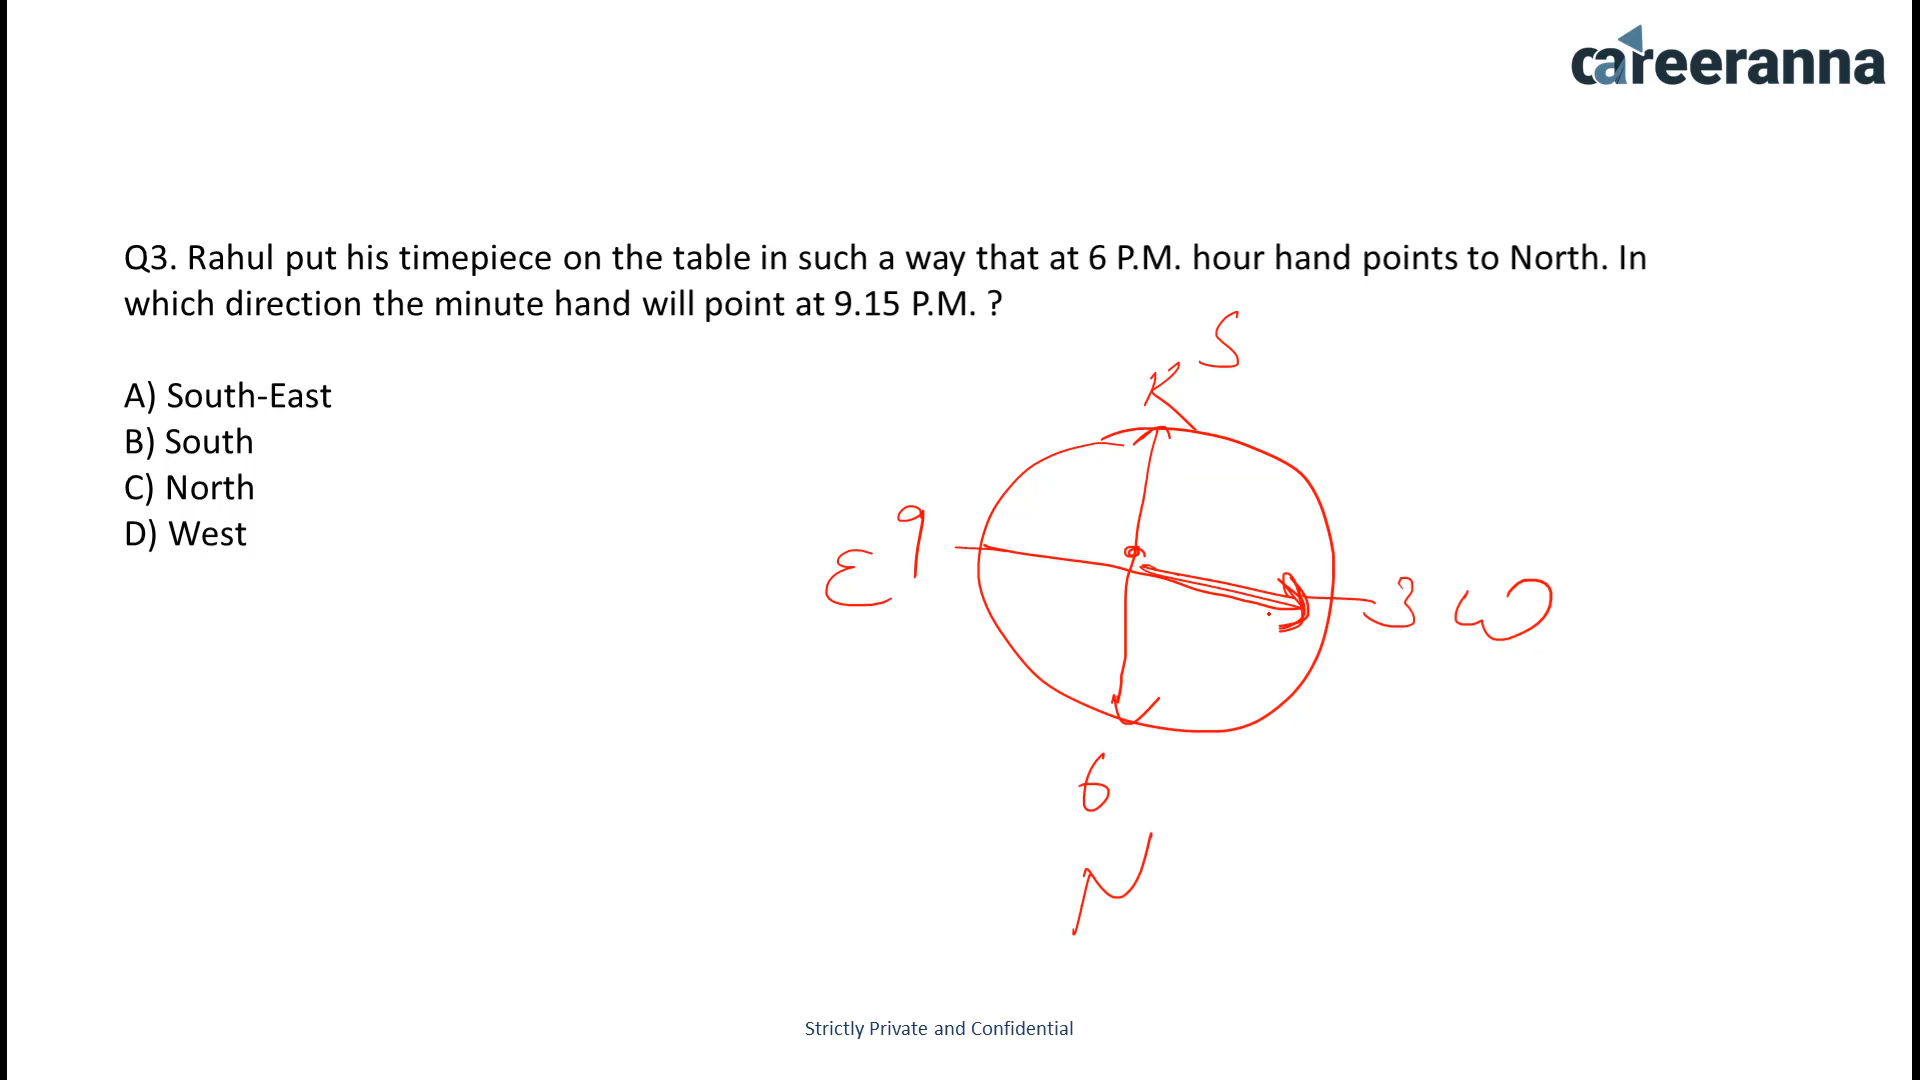 careeranna
Q3. Rahul put his timepiece on the table in such a way that at 6 P.M. hour hand points to North. In
which direction the minute hand will point at 9.15 P.M. ?
A) South-East
B) South
C) North
D) West
S
9
E
3 W
6
N
Strictly Private and Confidential